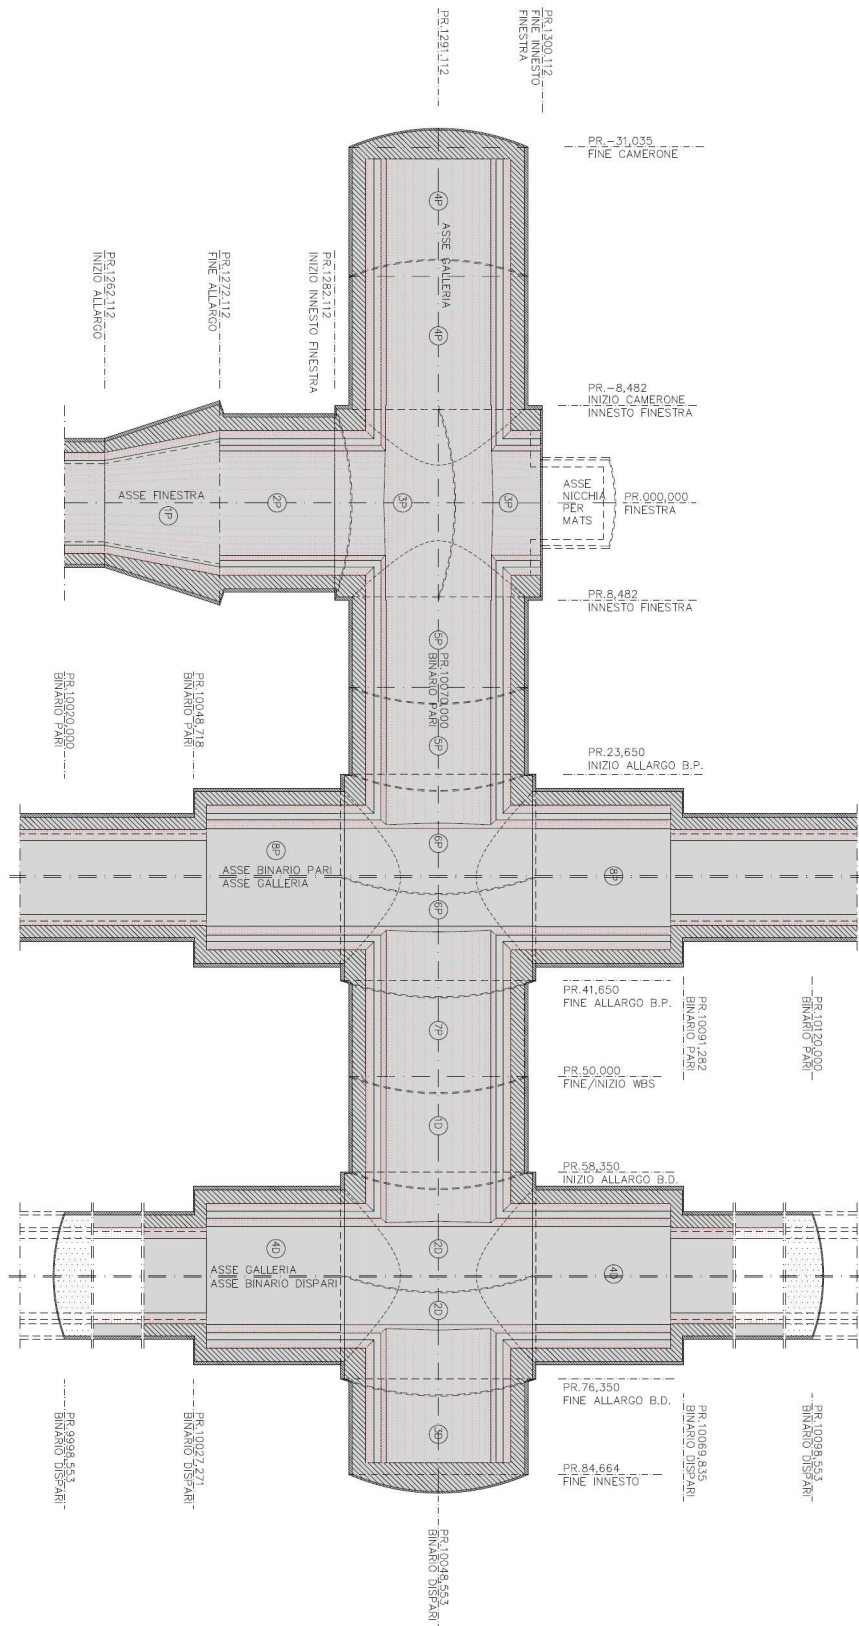 PR.1291,112
PR.1300,112
FINE INNESTO
FINESTRA
PR.-31,035
FINE CAMERONE
4P
ASSE GALLERIA
PR.1262,112
INIZIO ALLARGO
PR.1272,112
FINE ALLARGO
PR.1282,112
INIZIO INNESTO FINESTRA
4P
PR.-8,482
INIZIO CAMERONE
INNESTO FINESTRA
ASSE FINESTRA
1P
2P
3P
3P
ASSE
NICCHIA
PER
MATS
PR.000,000
FINESTRA
PR.8,482
INNESTO FINESTRA
5P
PR.10070,000
BINARIO PARI
PR.10020,000
BINARIO PARI
PR.10048,718
BINARIO PARI
5P
PR.23,650
INIZIO ALLARGO B.P.
8P
6P
ASSE BINARIO PARI
ASSE GALLERIA
8P
6P
PR.41,650
FINE ALLARGO B.P.
PR.10091,282
BINARIO PARI
PR.10120,000
BINARIO PARI
7P
PR.50,000
FINE/INIZIO WBS
1D
PR.58,350
INIZIO ALLARGO B.D.
4D
2D
ASSE GALLERIA
ASSE BINARIO DISPARI
4D
2D
PR.76,350
FINE ALLARGO B.D.
PR.9998,553
BINARIO DISPARI
PR.10027,271
BINARIO DISPARI
3D
PR.10069,835
BINARIO DISPARI
PR.10098,553
BINARIO DISPARI
PR.84,664
FINE INNESTO
PR.10048,553
BINARIO DISPARI